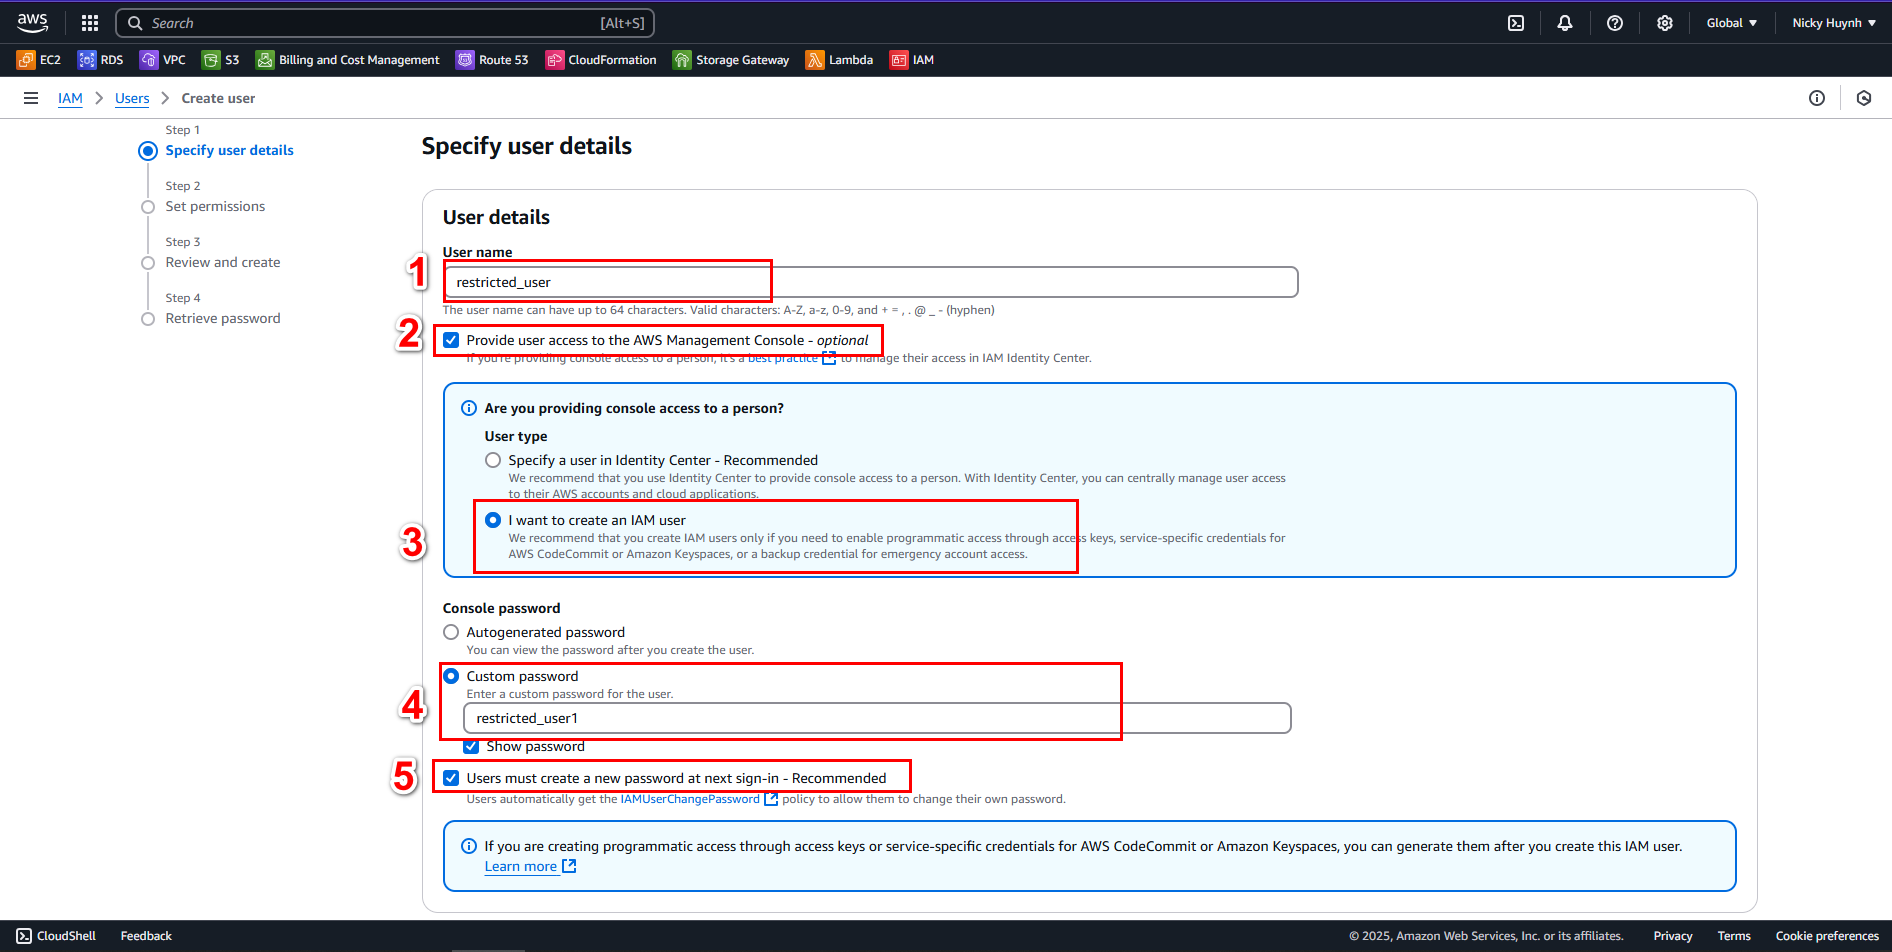 aws
Search
[Alt+S]
Global
Nicky Huynh
EC2
RDS
VPC
S3
Billing and Cost Management
Route 53
CloudFormation
Storage Gateway
Lambda
IAM
IAM
Users
Create user
Step 1
Specify user details
Step 2
Set permissions
Step 3
Review and create
Step 4
Retrieve password
Specify user details
User details
User name
1
restricted_user
The user name can have up to 64 characters. Valid characters: A-Z, a-z, 0-9, and + = , . @ _ - (hyphen)
2
Provide user access to the AWS Management Console - optional
If you're providing console access to a person, it's a best practice to manage their access in IAM Identity Center.
Are you providing console access to a person?
User type
Specify a user in Identity Center - Recommended
We recommend that you use Identity Center to provide console access to a person. With Identity Center, you can centrally manage user access
to their AWS accounts and cloud applications.
3
I want to create an IAM user
We recommend that you create IAM users only if you need to enable programmatic access through access keys, service-specific credentials for
AWS CodeCommit or Amazon Keyspaces, or a backup credential for emergency account access.
Console password
Autogenerated password
You can view the password after you create the user.
4
Custom password
Enter a custom password for the user.
restricted_user1
Show password
5
Users must create a new password at next sign-in - Recommended
Users automatically get the IAMUserChangePassword policy to allow them to change their own password.
If you are creating programmatic access through access keys or service-specific credentials for AWS CodeCommit or Amazon Keyspaces, you can generate them after you create this IAM user.
Learn more
CloudShell
Feedback
© 2025, Amazon Web Services, Inc. or its affiliates.
Privacy
Terms
Cookie preferences